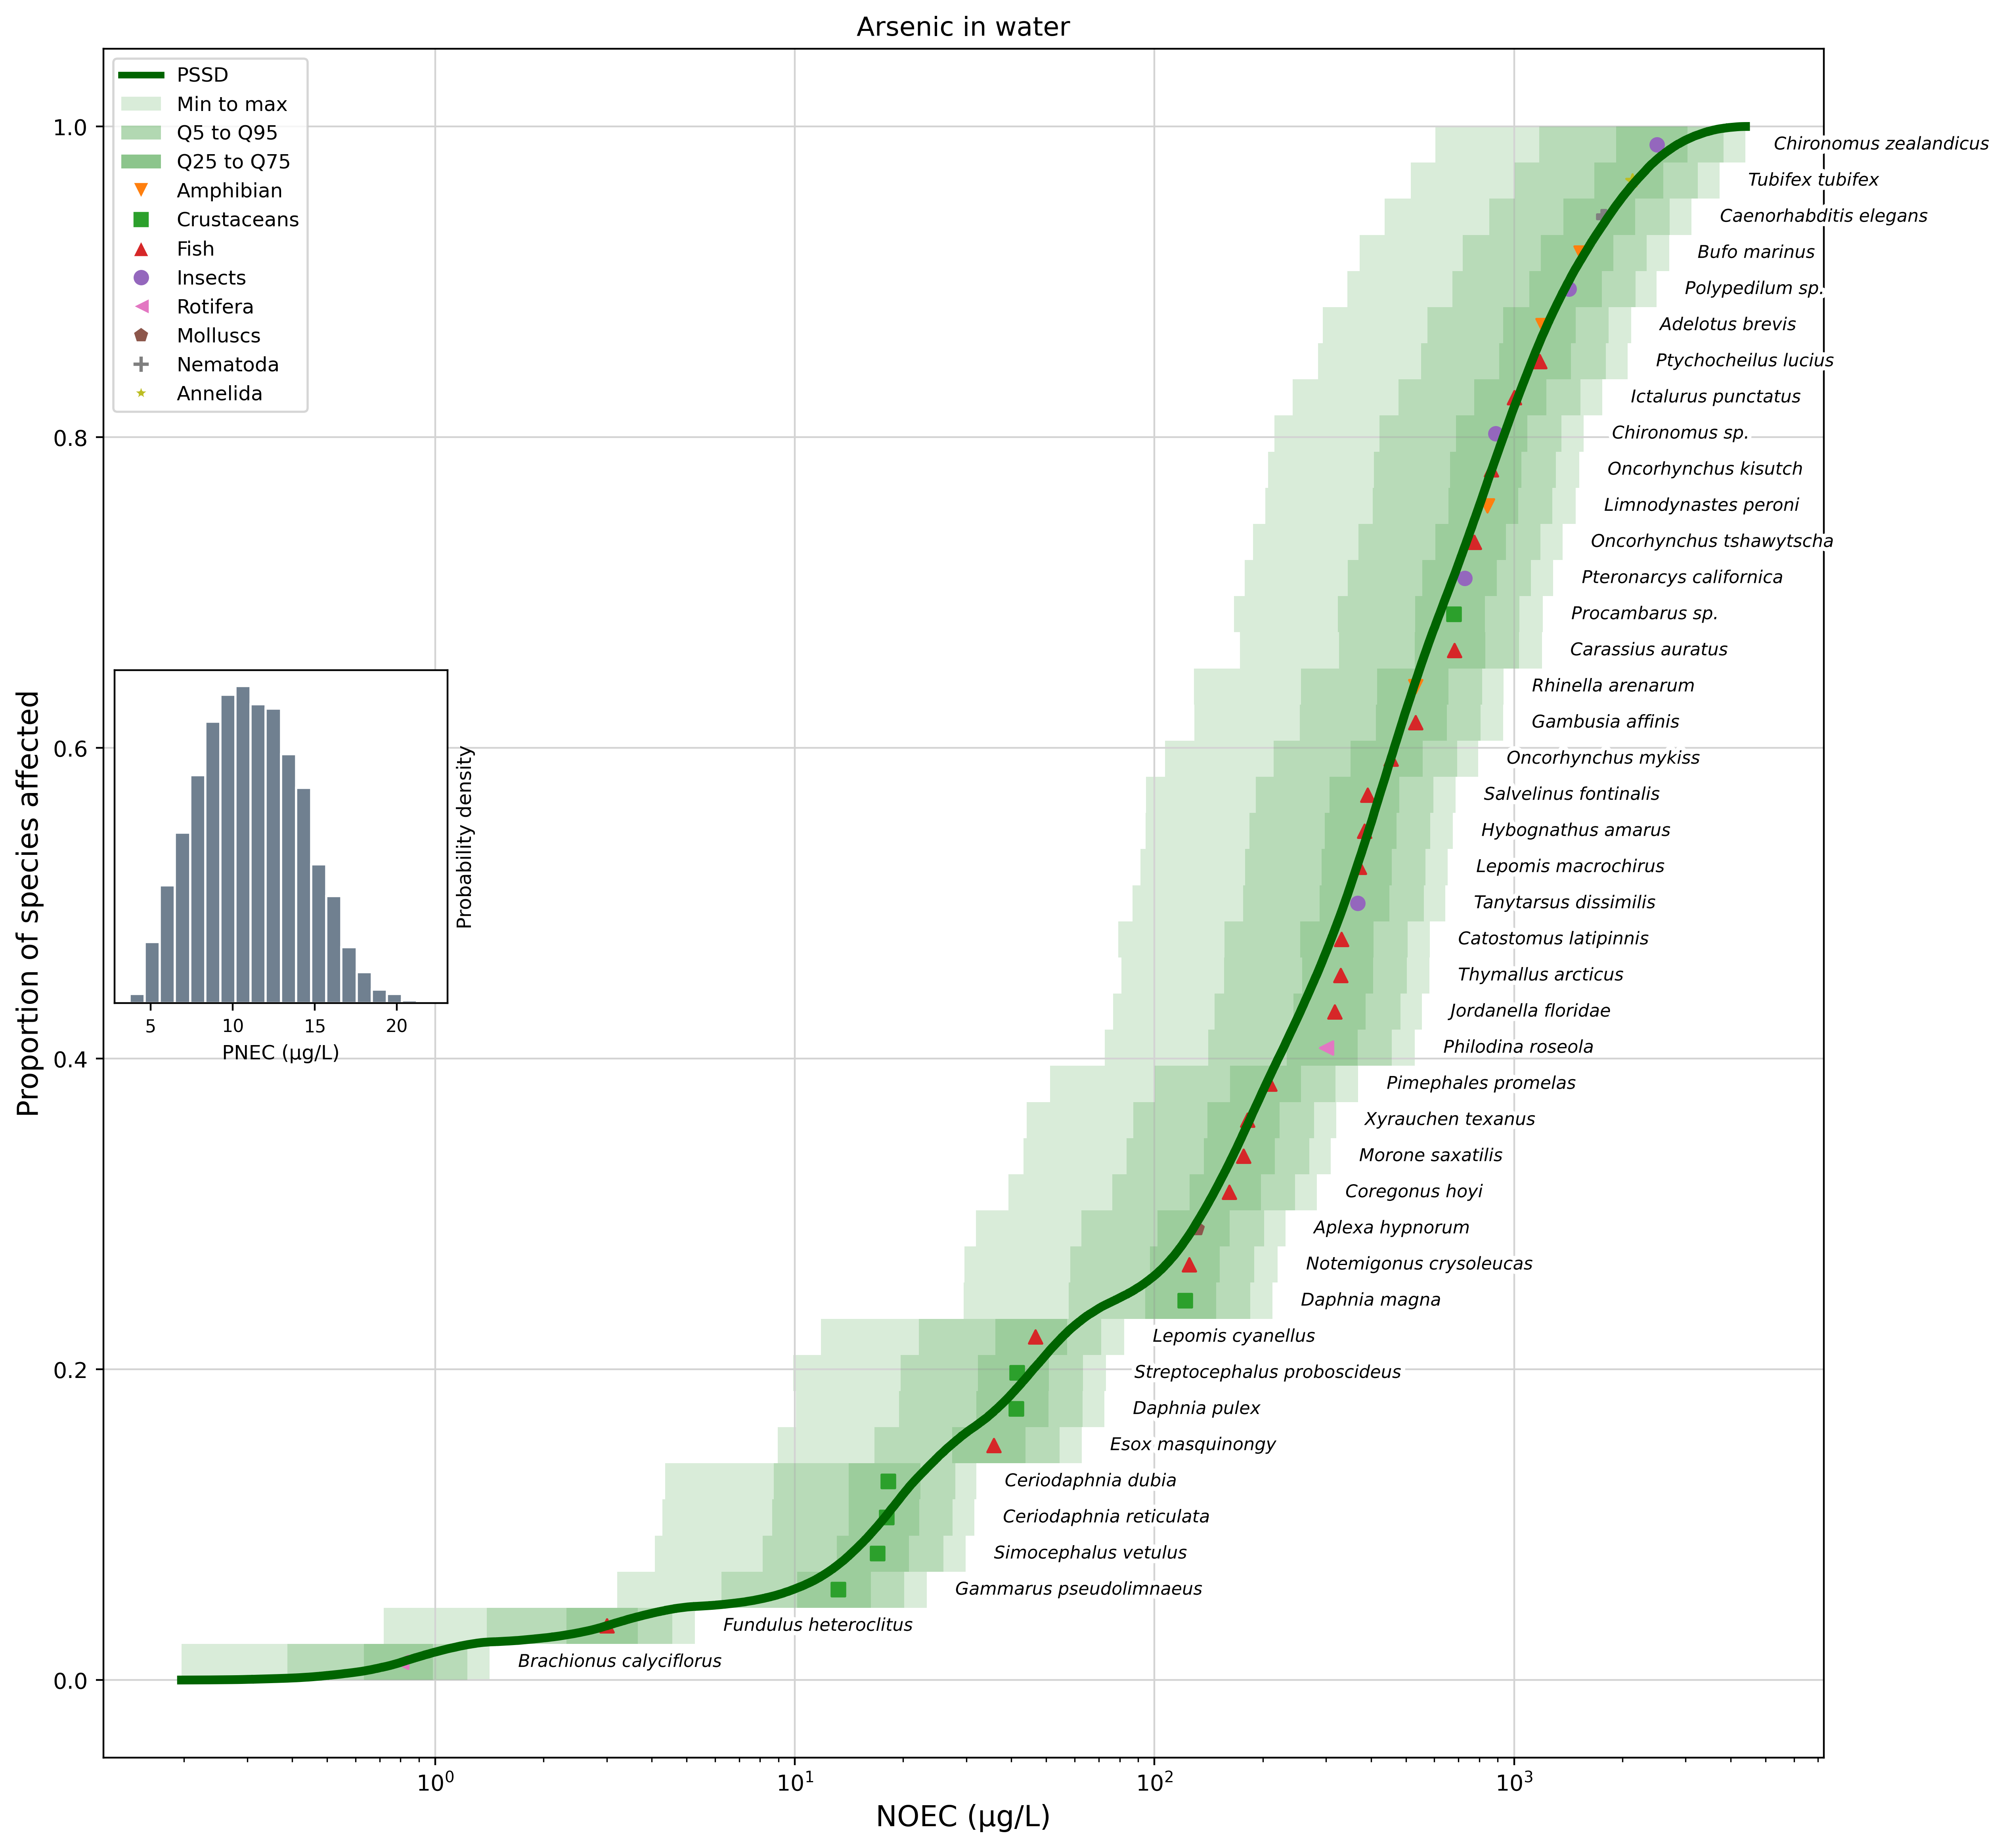 Arsenic in water
PSSD
Min to max
Q5 to Q95
Q25 to Q75
Amphibian
Crustaceans
Fish
Insects
Rotifera
Molluscs
Nematoda
Annelida
1.0
0.8
0.6
0.4
0.2
0.0
Proportion of species affected
Chironomus zealandicus
Tubifex tubifex
Caenorhabditis elegans
Bufo marinus
Polypedilum sp.
Adelotus brevis
Ptychocheilus lucius
Ictalurus punctatus
Chironomus sp.
Oncorhynchus kisutch
Limnodynastes peroni
Oncorhynchus tshawytscha
Pteronarcys californica
Procambarus sp.
Carassius auratus
Rhinella arenarum
Gambusia affinis
Oncorhynchus mykiss
Salvelinus fontinalis
Hybognathus amarus
Lepomis macrochirus
Tanytarsus dissimilis
Catostomus latipinnis
Thymallus arcticus
Jordanella floridae
Philodina roseola
Pimephales promelas
Xyrauchen texanus
Morone saxatilis
Coregonus hoyi
Aplexa hypnorum
Notemigonus crysoleucas
Daphnia magna
Lepomis cyanellus
Streptocephalus proboscideus
Daphnia pulex
Esox masquinongy
Ceriodaphnia dubia
Ceriodaphnia reticulata
Simocephalus vetulus
Gammarus pseudolimnaeus
Fundulus heteroclitus
Brachionus calyciflorus
Probability density
5 10 15 20
PNEC (µg/L)
10⁰ 10¹ 10² 10³
NOEC (µg/L)